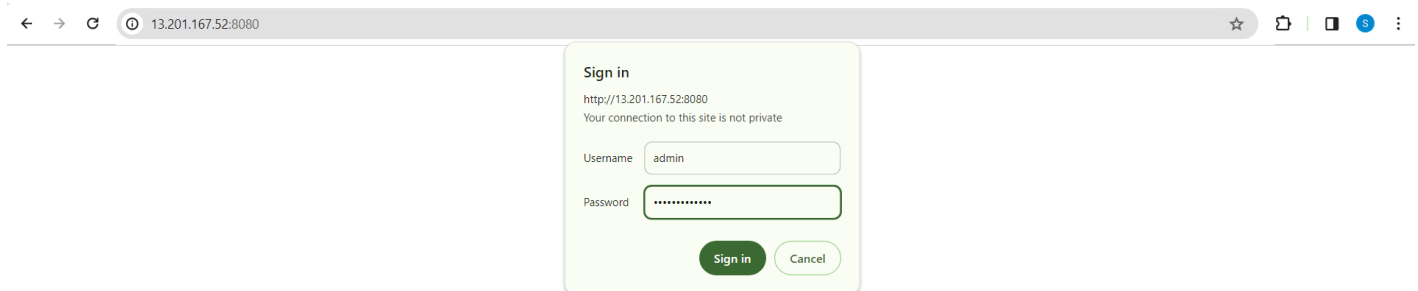 13.201.167.52:8080
S
Sign in
http://13.201.167.52:8080
Your connection to this site is not private
Username admin
Password •••••••••••••
Sign in Cancel